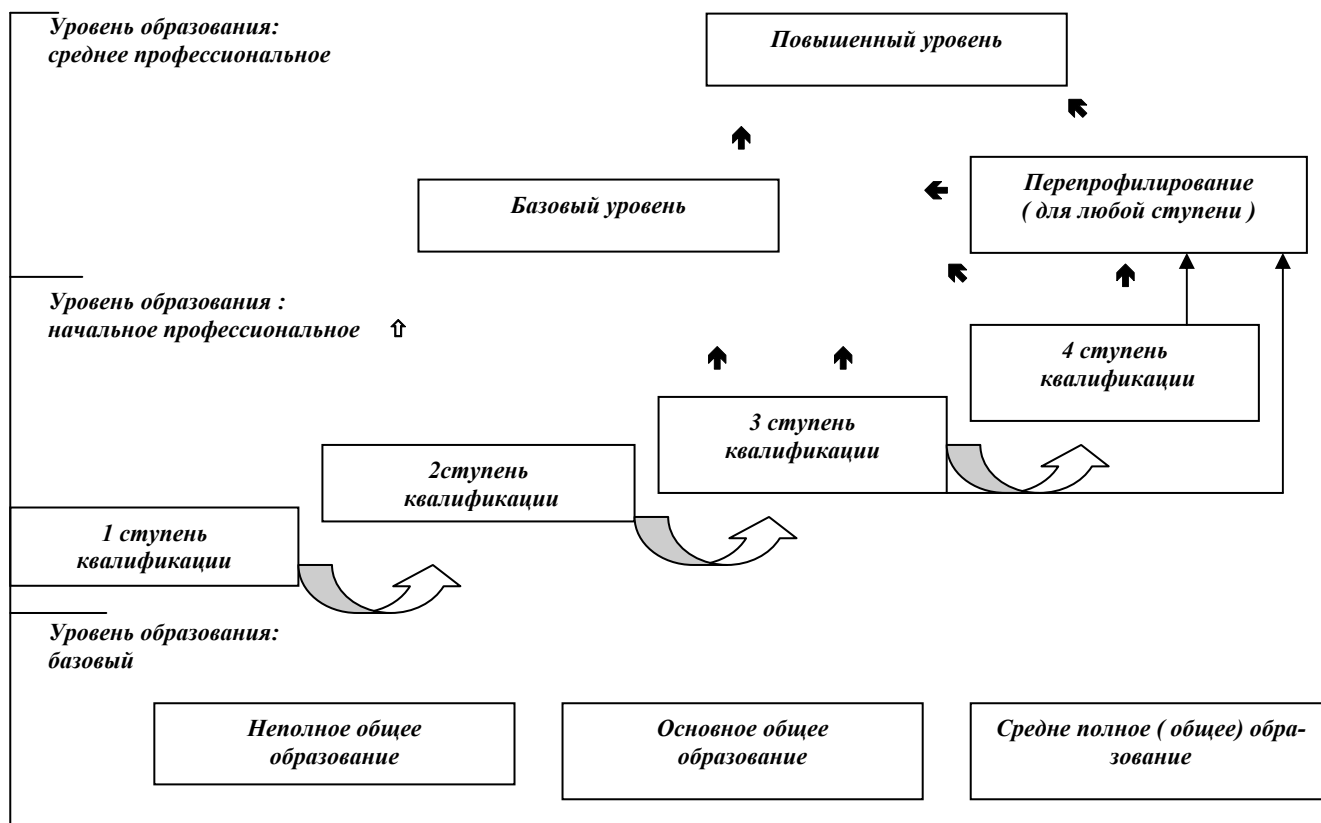 Уровень образования:
среднее профессиональное
Повышенный уровень
Базовый уровень
Перепрофилирование
( для любой ступени )
Уровень образования :
начальное профессиональное
4 ступень
квалификации
3 ступень
квалификации
2ступень
квалификации
1 ступень
квалификации
Уровень образования:
базовый
Неполное общее
образование
Основное общее
образование
Средне полное ( общее) обра-
зование